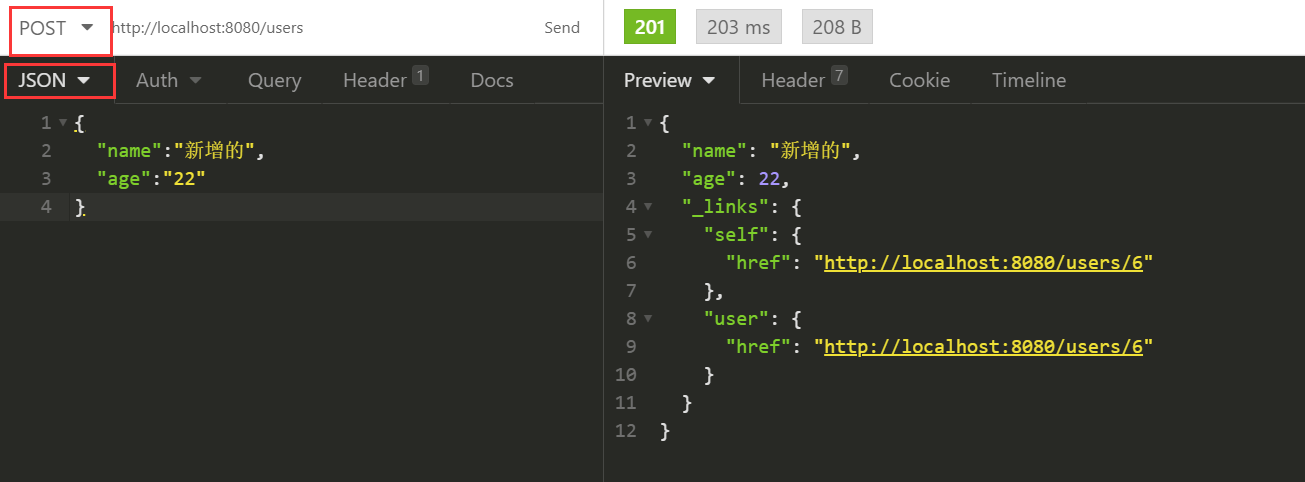 POST http://localhost:8080/users Send 201 203 ms 208 B
JSON Auth Query Header 1 Docs Preview Header 7 Cookie Timeline
1 {
2 "name":"新增的",
3 "age":"22"
4 }
1 {
2 "name": "新增的",
3 "age": 22,
4 "_links": {
5 "self": {
6 "href": "http://localhost:8080/users/6"
7 },
8 "user": {
9 "href": "http://localhost:8080/users/6"
10 }
11 }
12 }